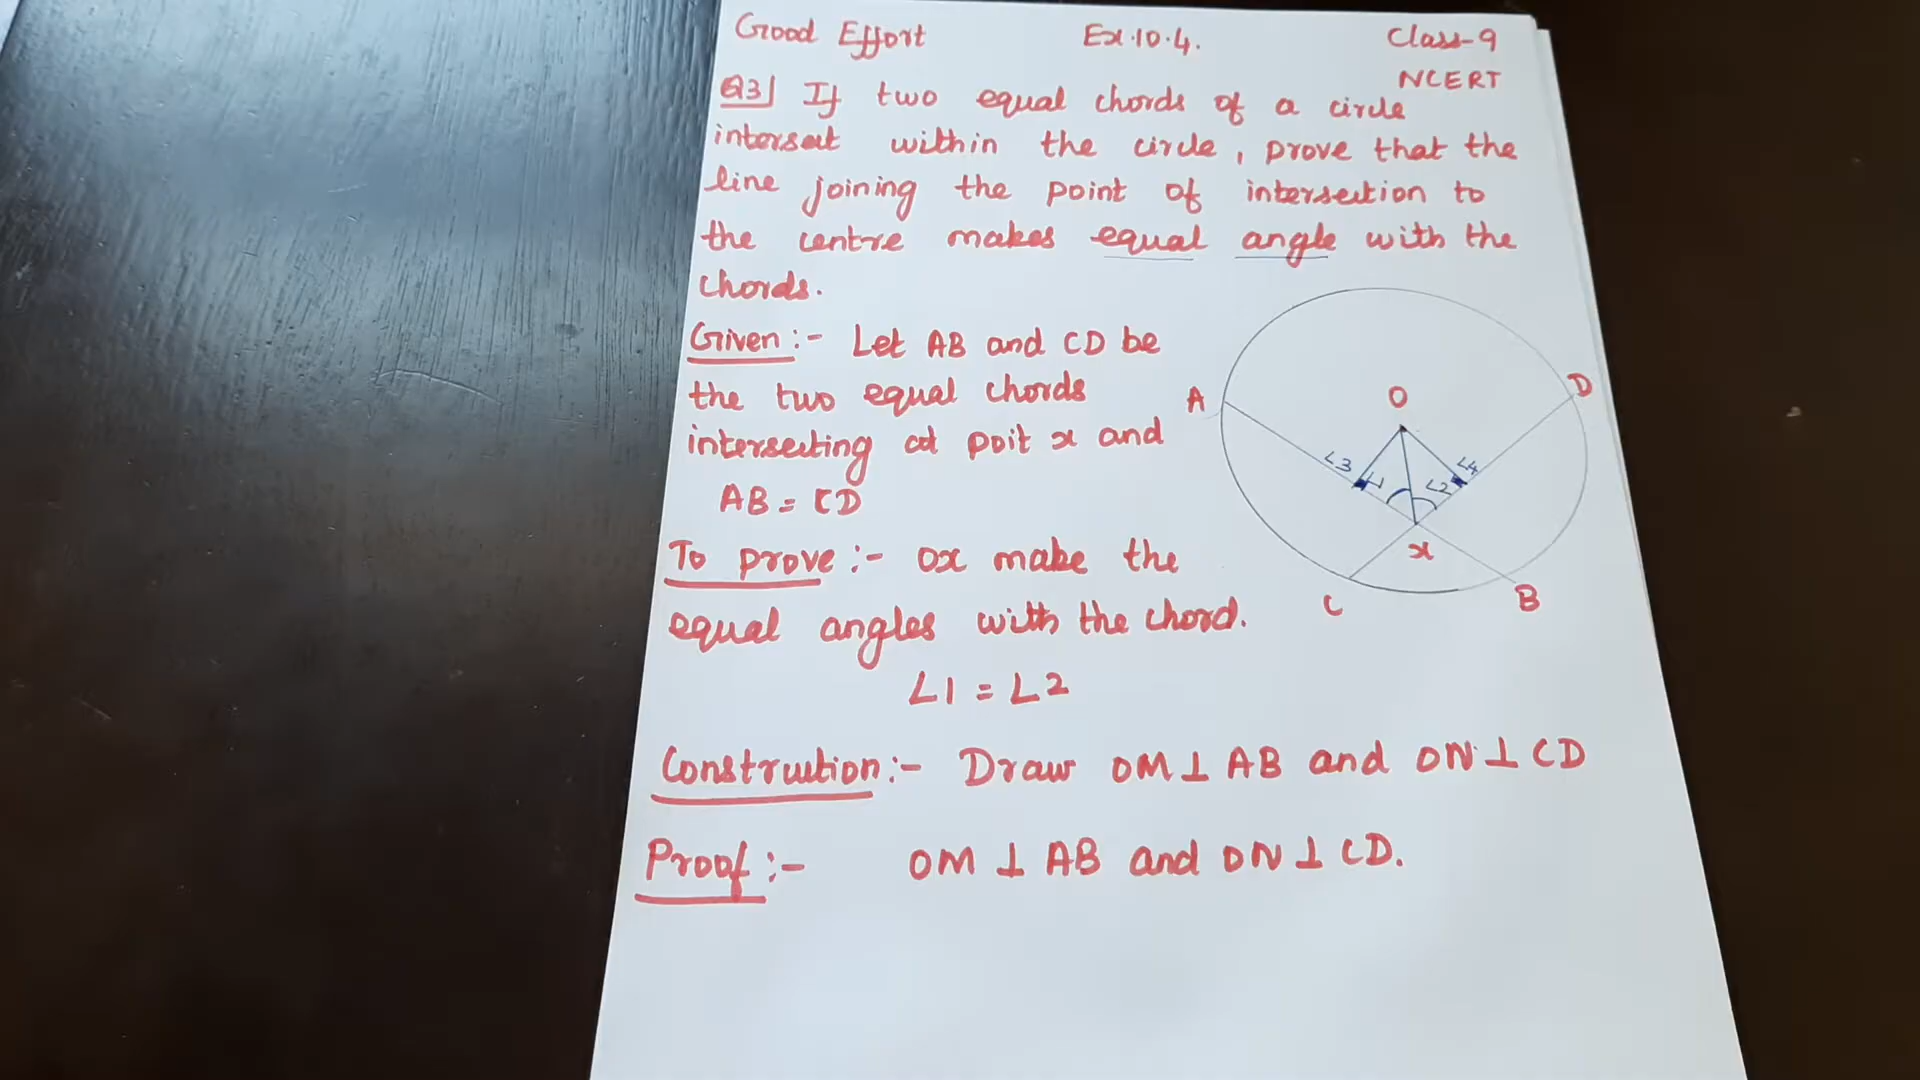 Good Effort Ex.10.4. Class-9
NCERT
Q3) If two equal chords of a circle
intersect within the circle, prove that the
line joining the point of intersection to
the centre makes equal angle with the
chords.
Given :- Let AB and CD be
the two equal chords
intersecting at poit x and
AB = CD
To prove :- ox make the
equal angles with the chord.
∠1 = ∠2
Construction :- Draw OM ⊥ AB and ON ⊥ CD
Proof :- OM ⊥ AB and ON ⊥ CD.
A
O
D
∠3
∠1
∠2
∠4
x
C
B